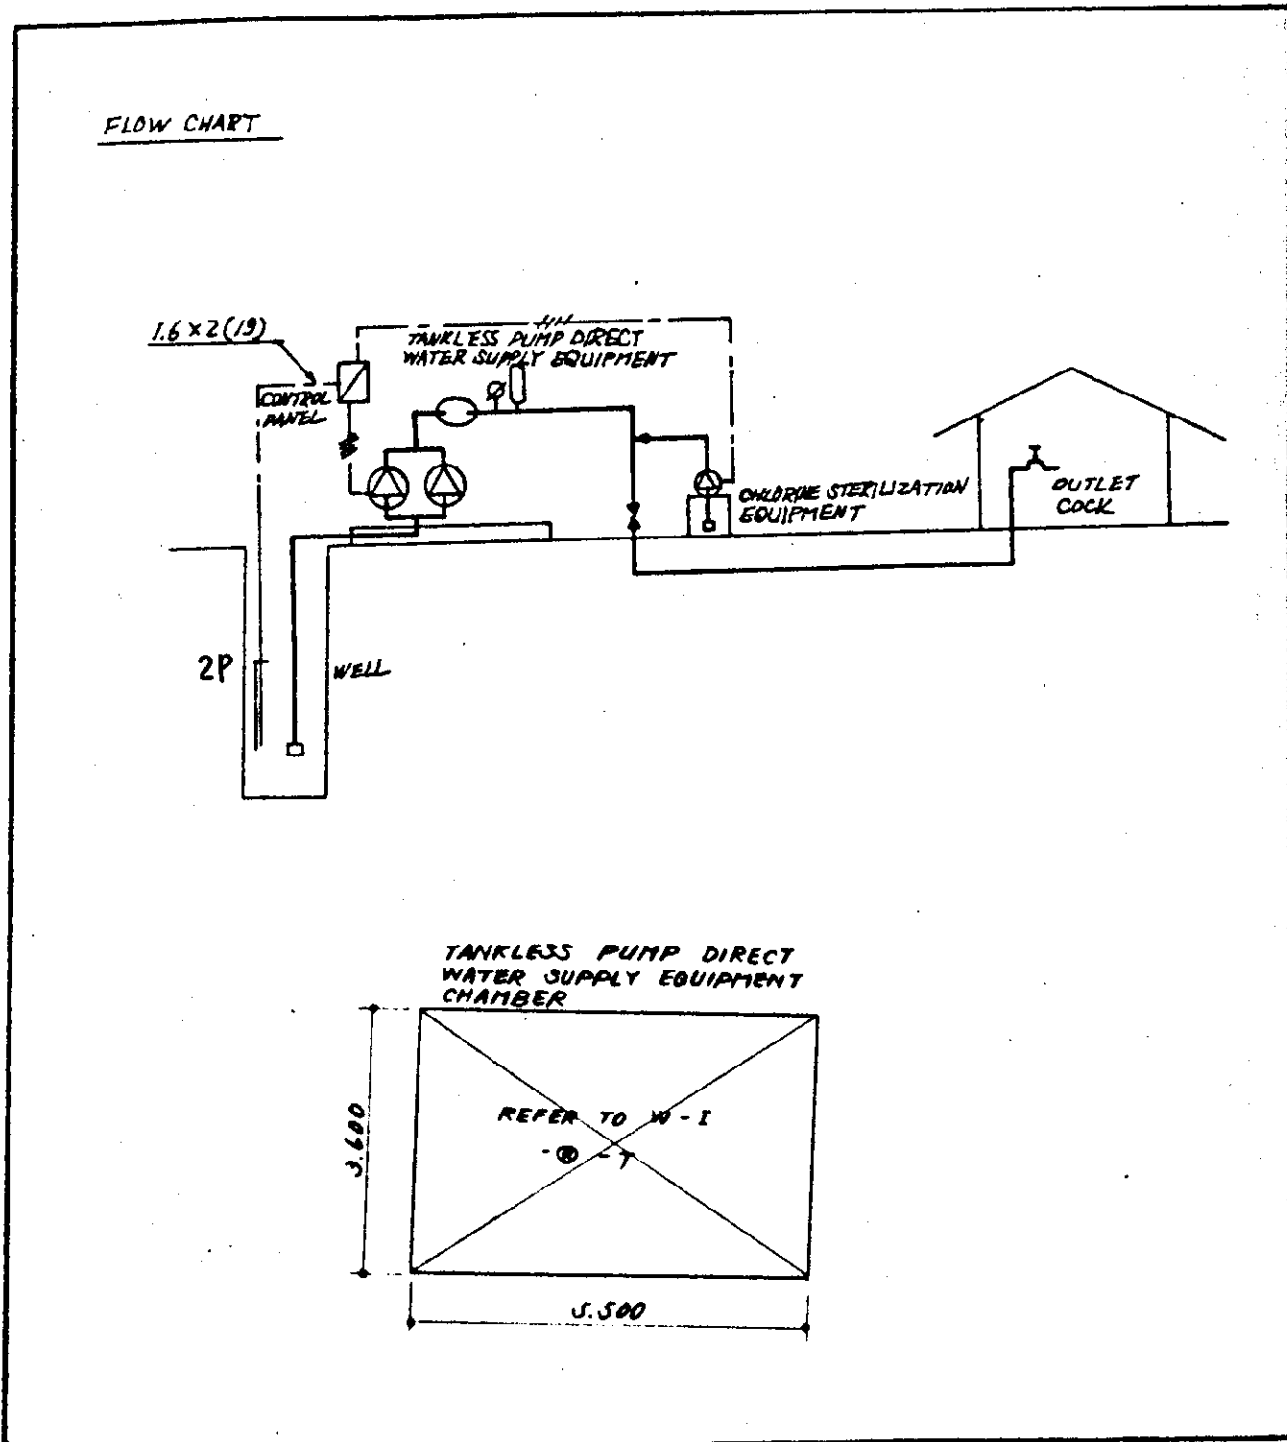 FLOW CHART
1.6 × 2 (19)
TANKLESS PUMP DIRECT
WATER SUPPLY EQUIPMENT
CONTROL
PANEL
CHLORINE STERILIZATION
EQUIPMENT
OUTLET
COCK
2P
WELL
TANKLESS PUMP DIRECT
WATER SUPPLY EQUIPMENT
CHAMBER
REFER TO W - I
- Ⓦ - 7
3.600
5.500